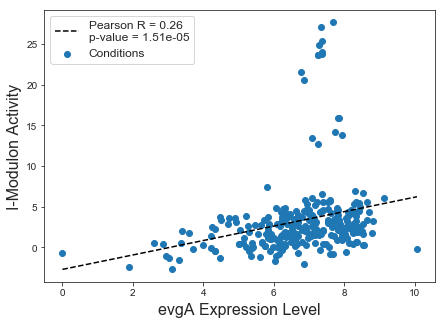 Pearson R = 0.26
p-value = 1.51e-05
Conditions
25
20
15
10
5
0
I-Modulon Activity
0
2
4
6
8
10
evgA Expression Level